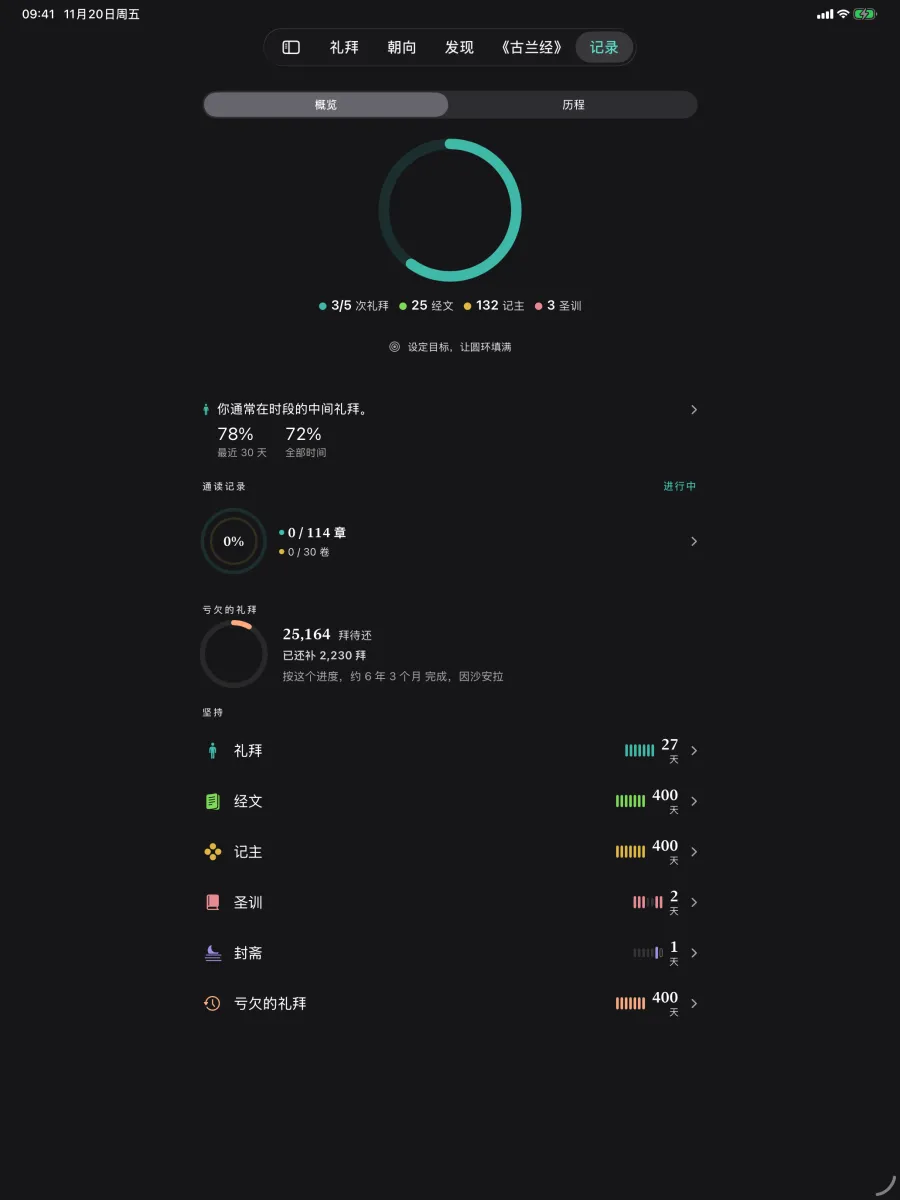 09:41 11月20日周五
礼拜 朝向 发现 《古兰经》 记录
概览 历程
3/5 次礼拜 25 经文 132 记主 3 圣训
设定目标，让圆环填满
你通常在时段的中间礼拜。
78% 72%
最近 30 天 全部时间
通读记录 进行中
0% 0 / 114 章
0 / 30 卷
亏欠的礼拜
25,164 拜待还
已还补 2,230 拜
按这个进度，约 6 年 3 个月 完成，因沙安拉
坚持
礼拜 27 天
经文 400 天
记主 400 天
圣训 2 天
封斋 1 天
亏欠的礼拜 400 天